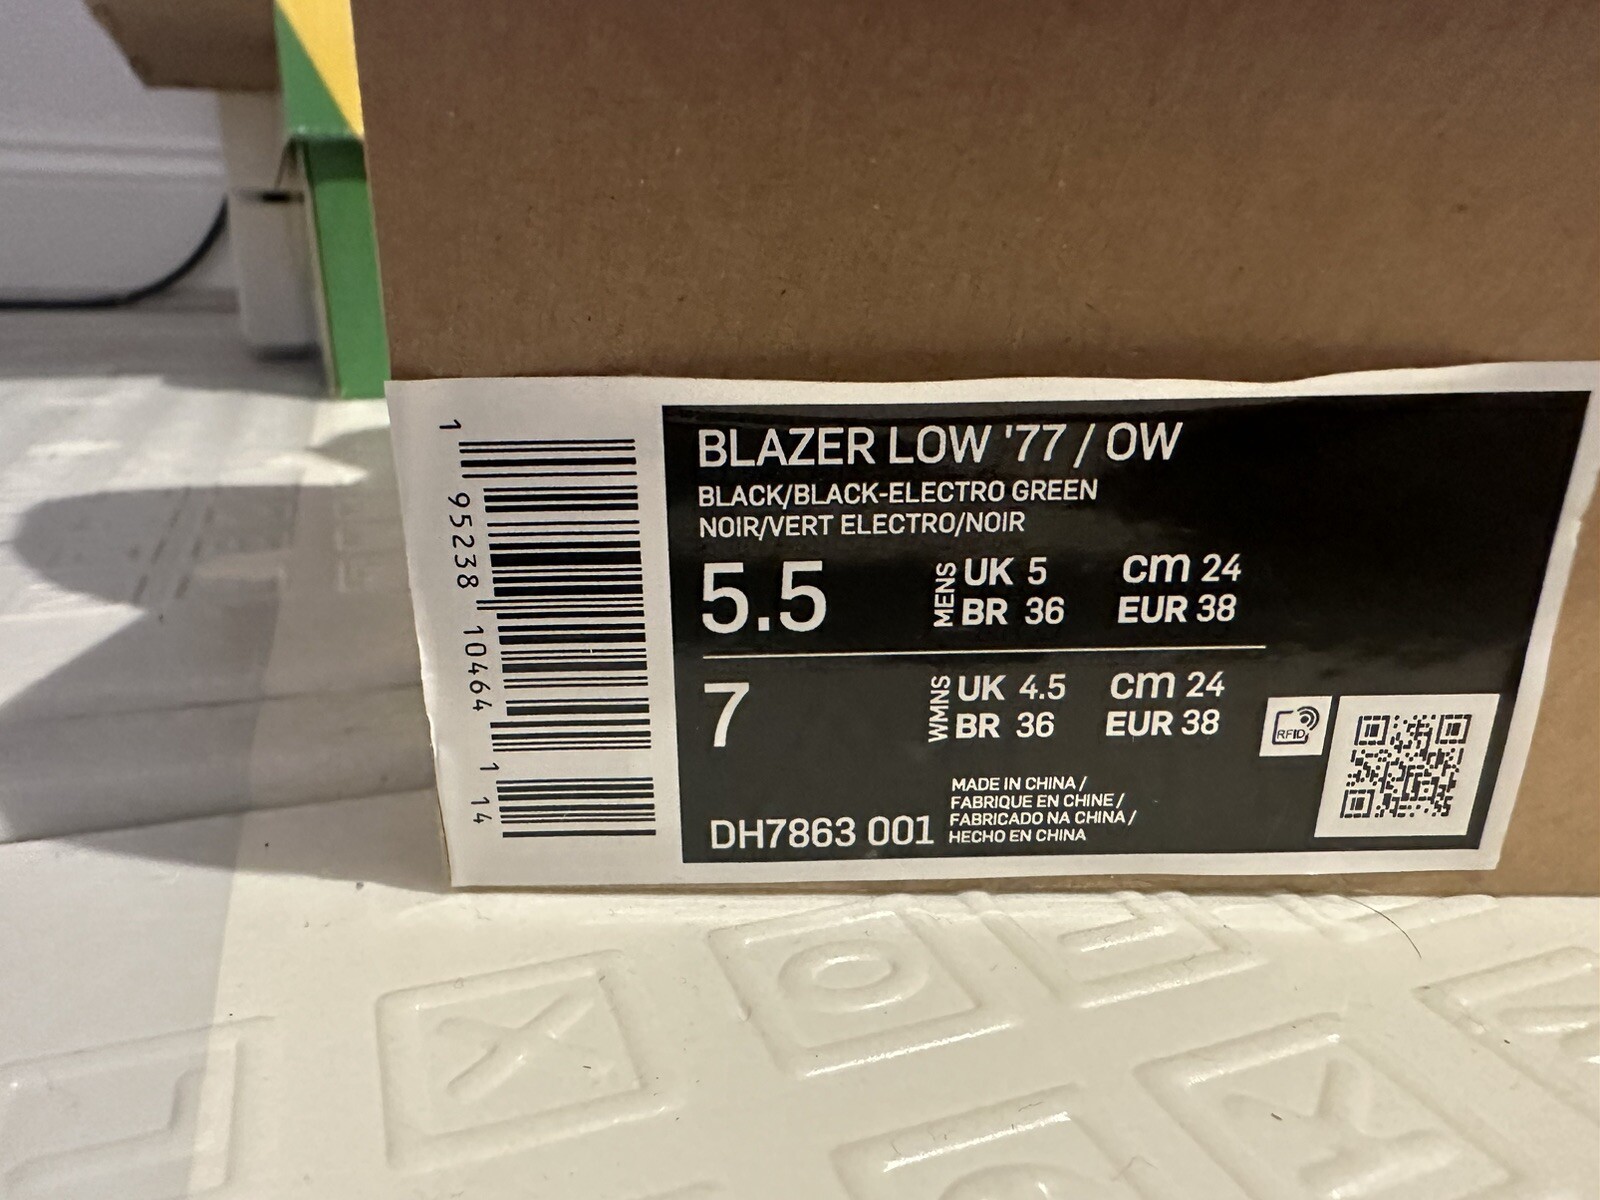 1 95238 10464 1 14
BLAZER LOW '77 / OW
BLACK/BLACK-ELECTRO GREEN
NOIR/VERT ELECTRO/NOIR
5.5 MENS UK 5 cm 24
BR 36 EUR 38
7 WMNS UK 4.5 cm 24
BR 36 EUR 38
RFID
MADE IN CHINA /
FABRIQUE EN CHINE /
FABRICADO NA CHINA /
HECHO EN CHINA
DH7863 001
X O